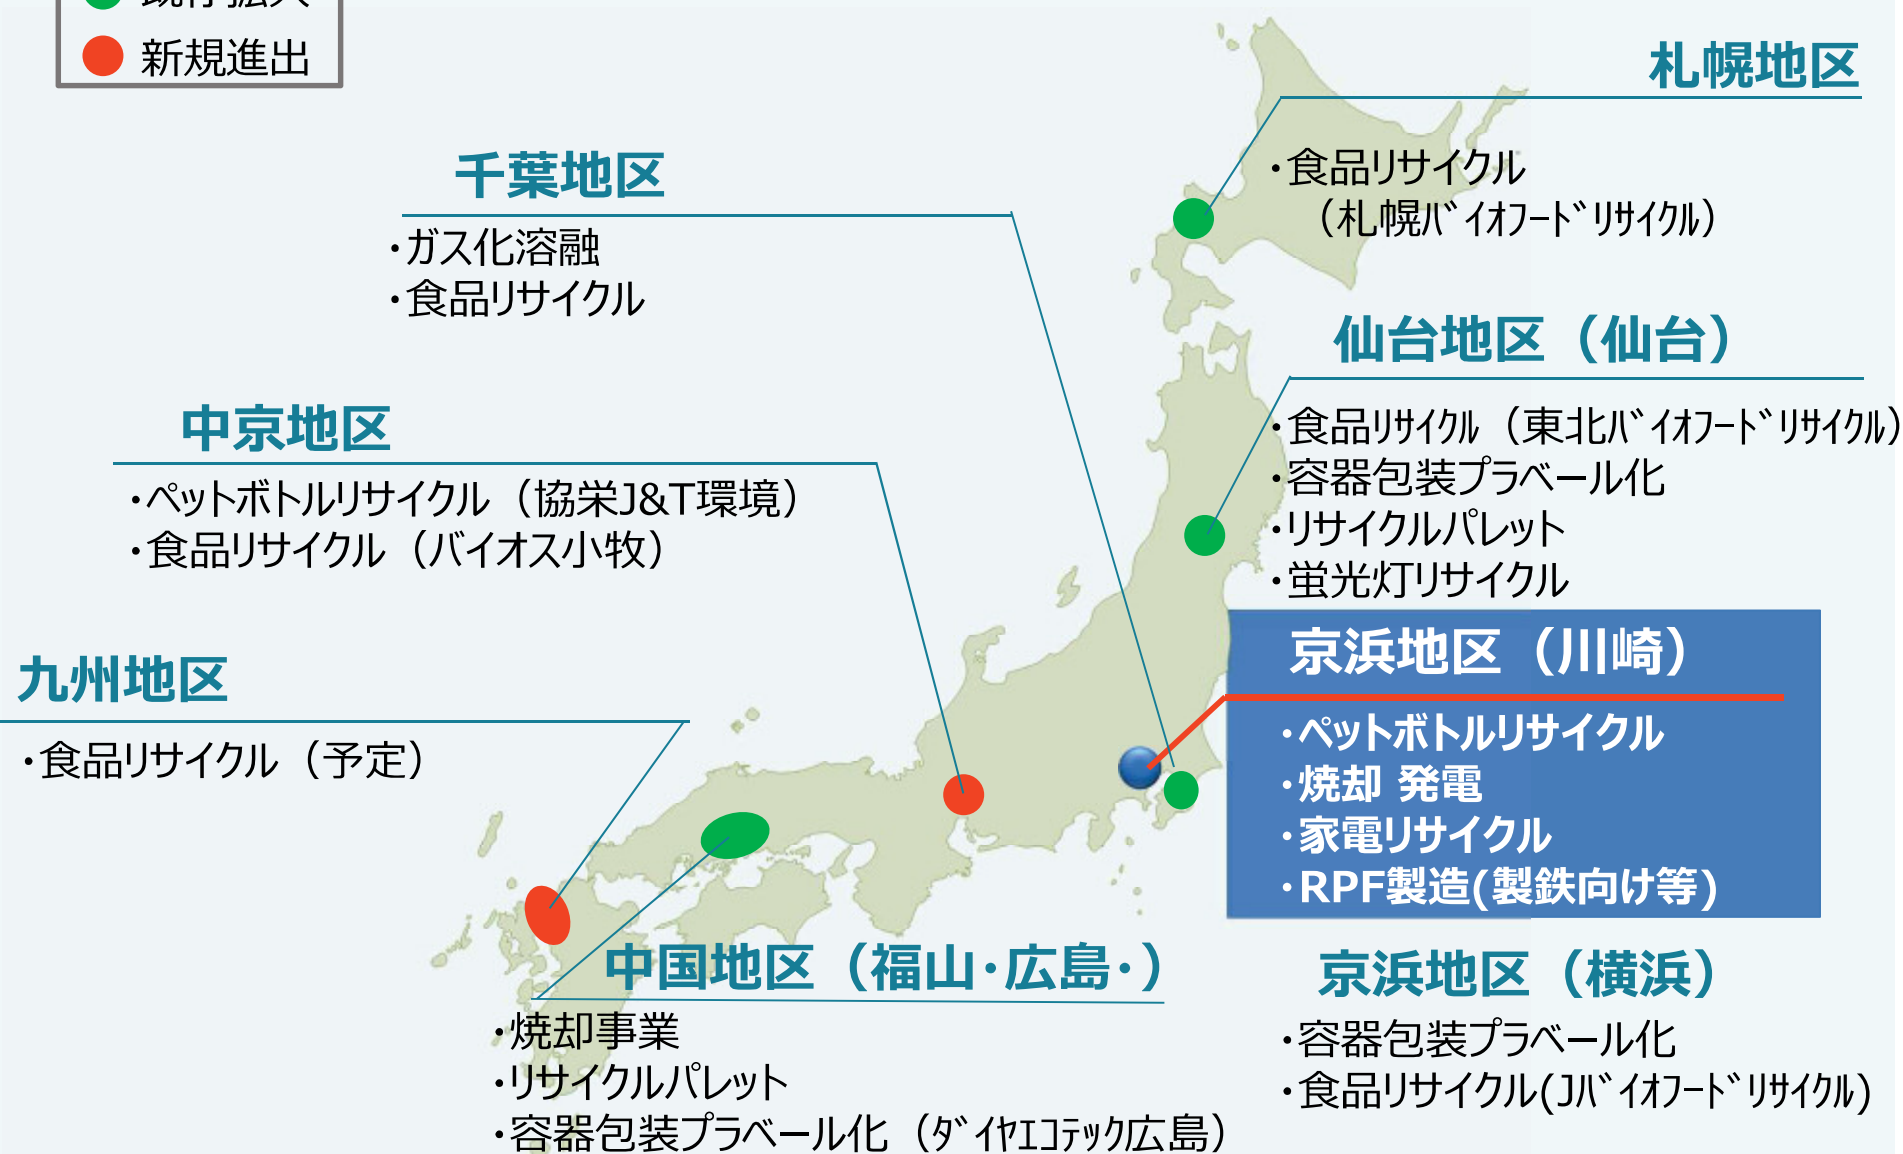 新規進出
札幌地区
・食品リサイクル
（札幌ﾊﾞｲｵﾌｰﾄﾞﾘｻｲｸﾙ）
千葉地区
・ガス化溶融
・食品リサイクル
仙台地区（仙台）
・食品ﾘｻｲｸﾙ（東北ﾊﾞｲｵﾌｰﾄﾞﾘｻｲｸﾙ）
・容器包装プラベール化
・リサイクルパレット
・蛍光灯リサイクル
中京地区
・ペットボトルリサイクル（協栄J&T環境）
・食品リサイクル（バイオス小牧）
京浜地区（川崎）
・ペットボトルリサイクル
・焼却 発電
・家電リサイクル
・RPF製造(製鉄向け等)
九州地区
・食品リサイクル（予定）
中国地区（福山・広島・）
・焼却事業
・リサイクルパレット
・容器包装プラベール化（ﾀﾞｲﾔｴｺﾃｯｸ広島）
京浜地区（横浜）
・容器包装プラベール化
・食品リサイクル(Jﾊﾞｲｵﾌｰﾄﾞﾘｻｲｸﾙ)